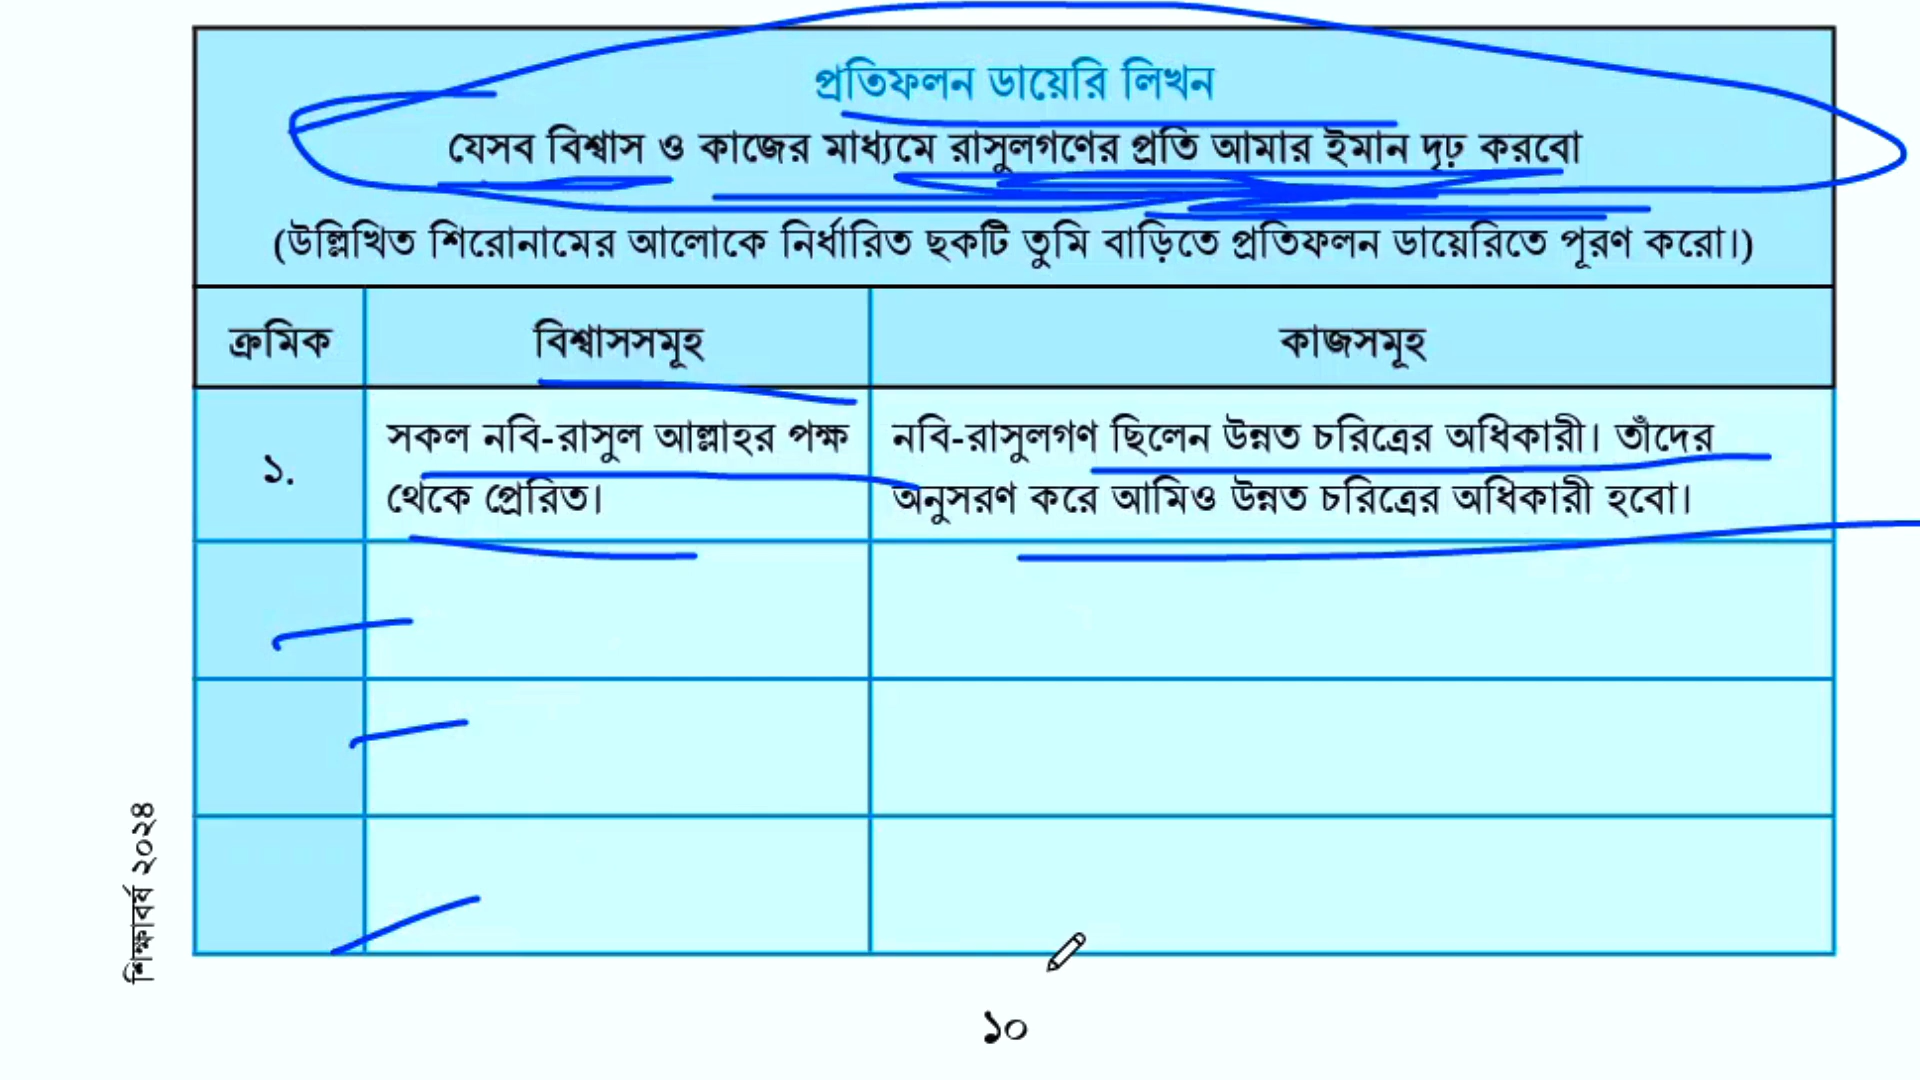 প্রতিফলন ডায়েরি লিখন
যেসব বিশ্বাস ও কাজের মাধ্যমে রাসুলগণের প্রতি আমার ইমান দৃঢ় করবো
(উল্লিখিত শিরোনামের আলোকে নির্ধারিত ছকটি তুমি বাড়িতে প্রতিফলন ডায়েরিতে পূরণ করো।)
ক্রমিক বিশ্বাসসমূহ কাজসমূহ
১.
সকল নবি-রাসুল আল্লাহর পক্ষ
থেকে প্রেরিত।
নবি-রাসুলগণ ছিলেন উন্নত চরিত্রের অধিকারী। তাঁদের
অনুসরণ করে আমিও উন্নত চরিত্রের অধিকারী হবো।
শিক্ষাবর্ষ ২০২৪
১০